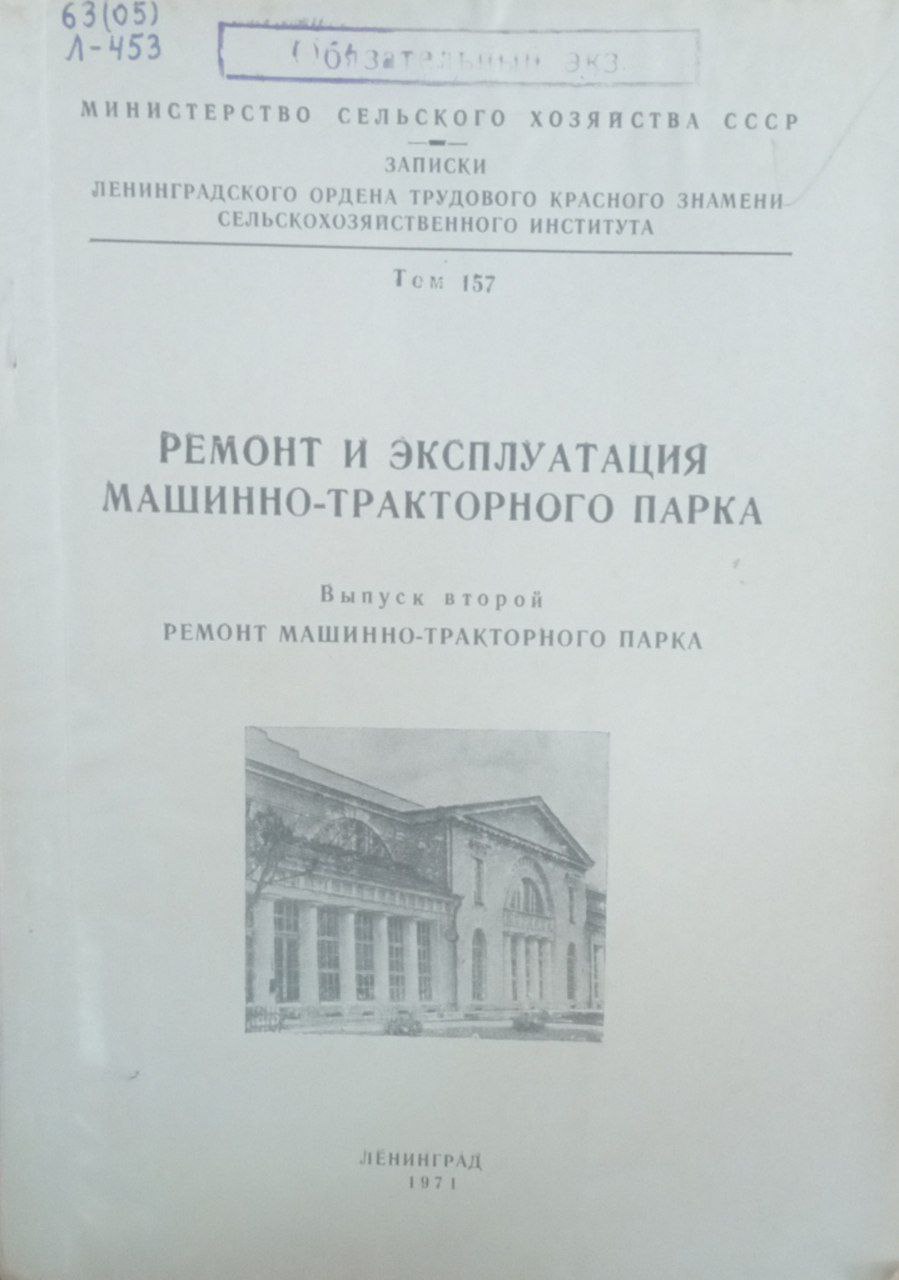 63(05)
Л-453
Обязательный экз.
МИНИСТЕРСТВО СЕЛЬСКОГО ХОЗЯЙСТВА СССР
ЗАПИСКИ
ЛЕНИНГРАДСКОГО ОРДЕНА ТРУДОВОГО КРАСНОГО ЗНАМЕНИ
СЕЛЬСКОХОЗЯЙСТВЕННОГО ИНСТИТУТА
Том 157
РЕМОНТ И ЭКСПЛУАТАЦИЯ
МАШИННО-ТРАКТОРНОГО ПАРКА
Выпуск второй
РЕМОНТ МАШИННО-ТРАКТОРНОГО ПАРКА
ЛЕНИНГРАД
1971